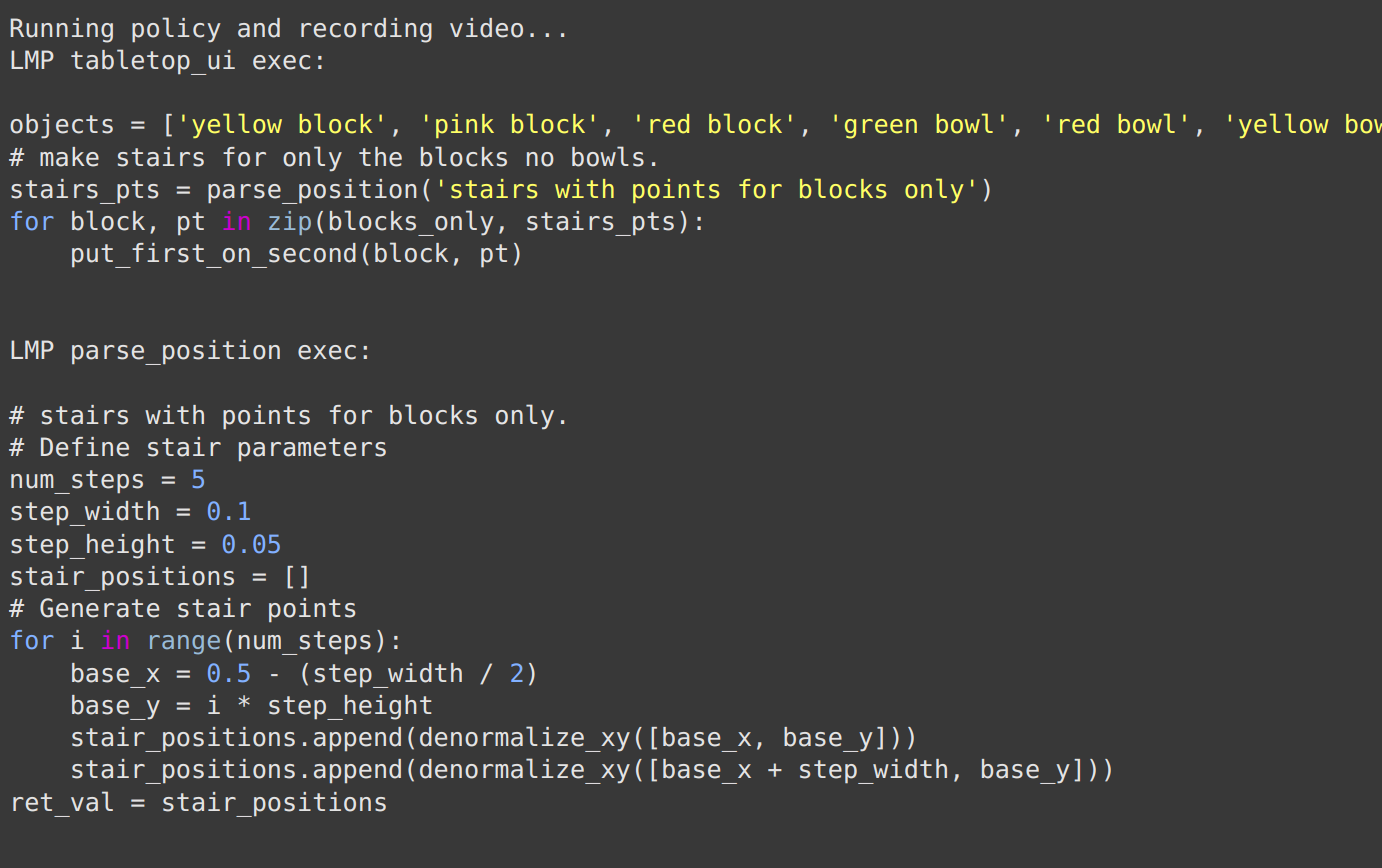 Running policy and recording video...
LMP tabletop_ui exec:
objects = ['yellow block', 'pink block', 'red block', 'green bowl', 'red bowl', 'yellow bow
# make stairs for only the blocks no bowls.
stairs_pts = parse_position('stairs with points for blocks only')
for block, pt in zip(blocks_only, stairs_pts):
    put_first_on_second(block, pt)
LMP parse_position exec:
# stairs with points for blocks only.
# Define stair parameters
num_steps = 5
step_width = 0.1
step_height = 0.05
stair_positions = []
# Generate stair points
for i in range(num_steps):
    base_x = 0.5 - (step_width / 2)
    base_y = i * step_height
    stair_positions.append(denormalize_xy([base_x, base_y]))
    stair_positions.append(denormalize_xy([base_x + step_width, base_y]))
ret_val = stair_positions